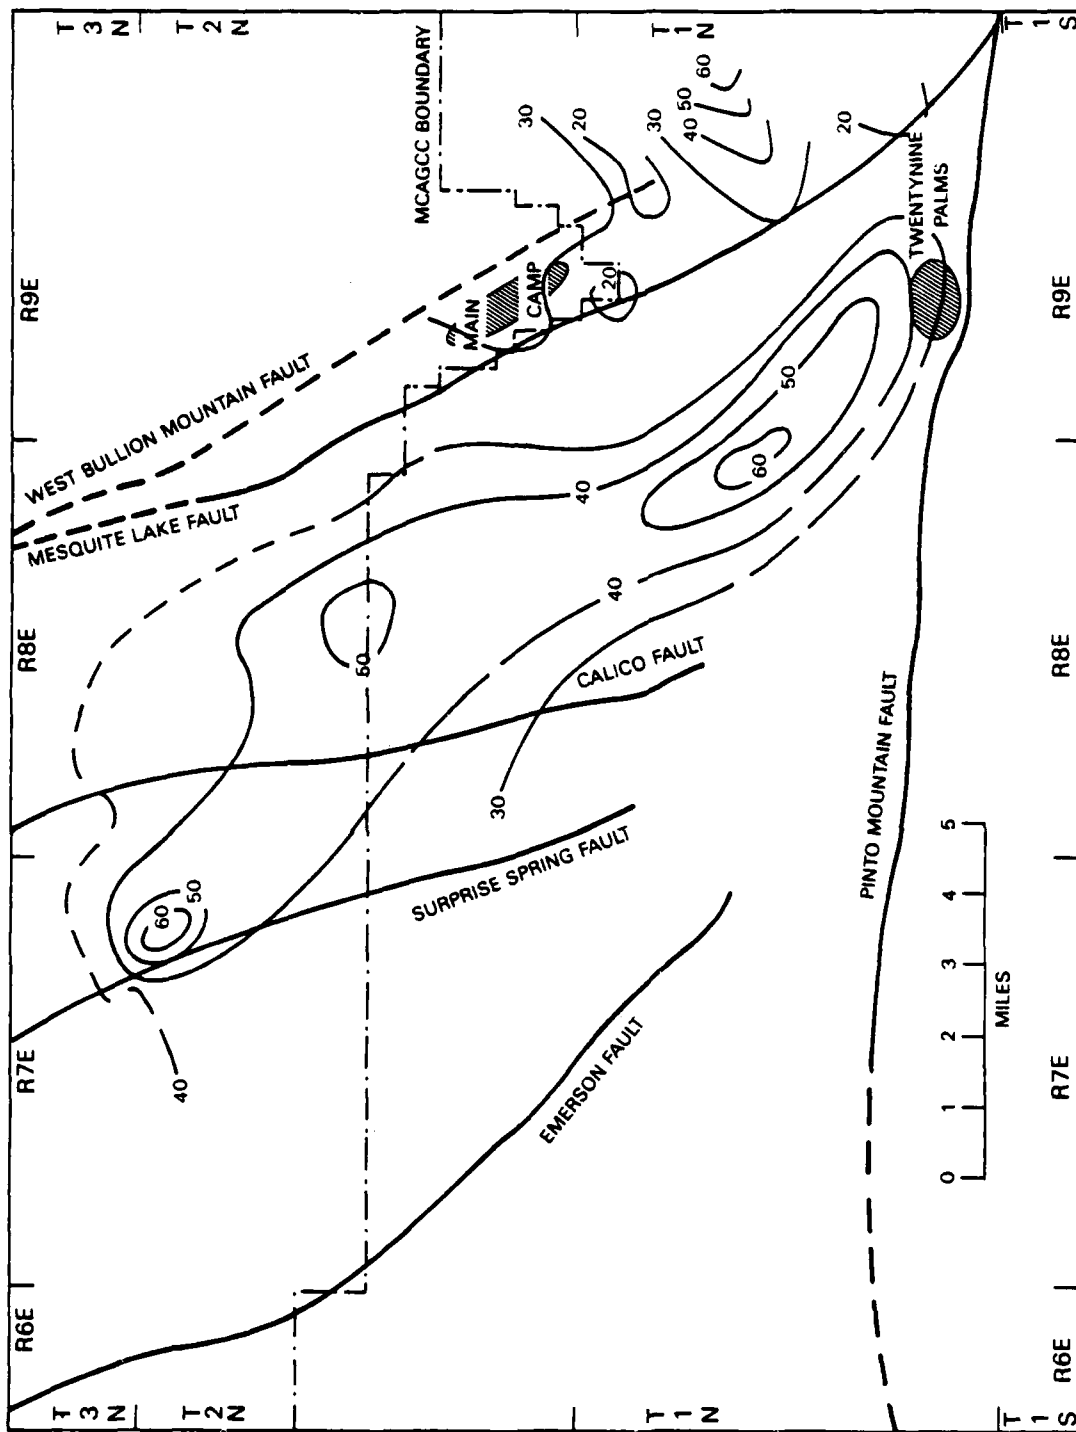 R6E
R7E
R8E
R9E
T
3
N
T
2
N
T
3
N
T
2
N
WEST BULLION MOUNTAIN FAULT
MESQUITE LAKE FAULT
MCAGCC BOUNDARY
MAIN
CAMP
40
60
50
50
40
40
30
SURPRISE SPRING FAULT
CALICO FAULT
EMERSON FAULT
20
30
20
30
40
50
60
20
50
60
T
1
N
T
1
N
TWENTYNINE
PALMS
PINTO MOUNTAIN FAULT
0
1
2
3
4
5
MILES
T
1
S
T
1
S
R6E
R7E
R8E
R9E